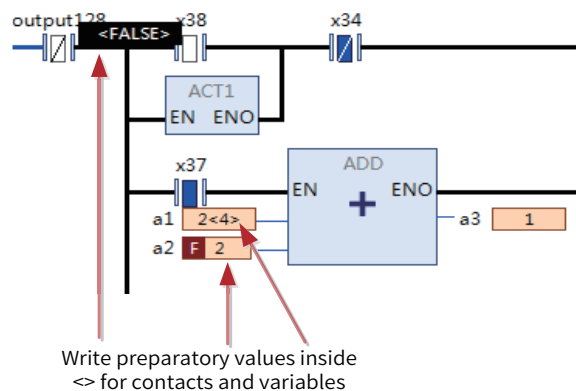 output128 <FALSE> x38 x34
ACT1
EN ENO
x37
ADD
EN ENO
+
a1 2<4>
a3 1
a2 F 2
Write preparatory values inside
<> for contacts and variables